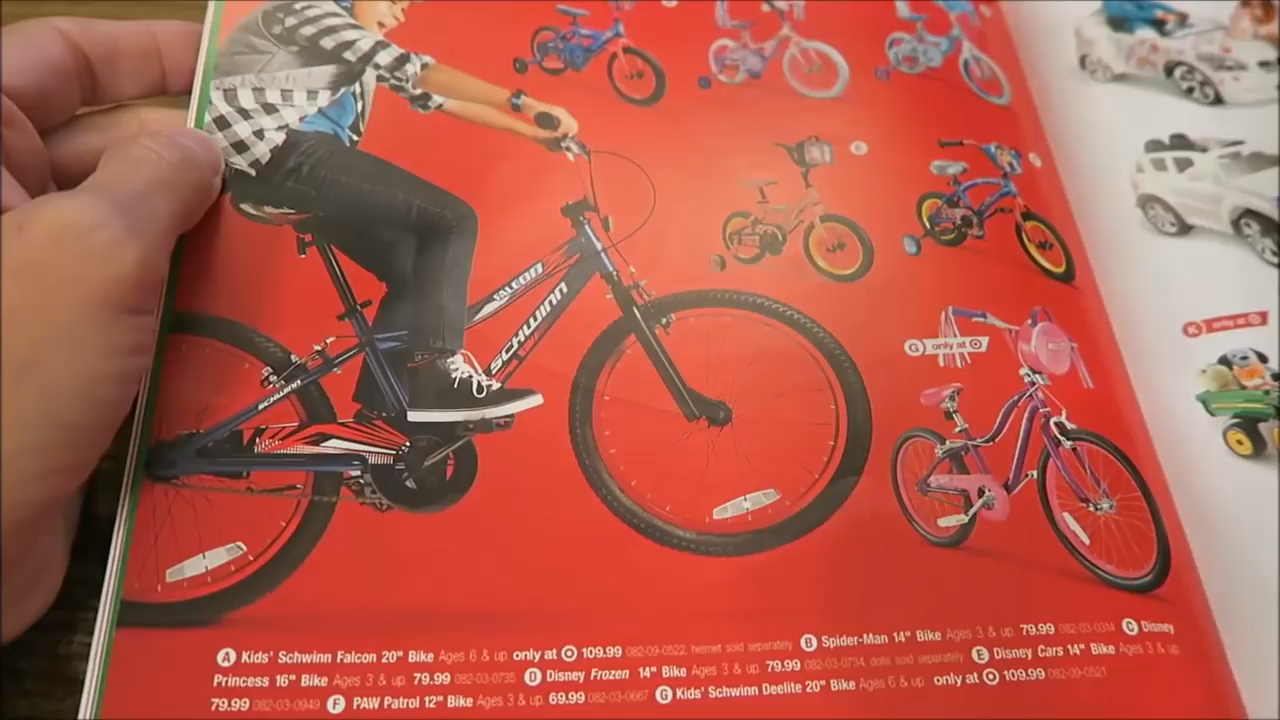 FALCON
SCHWINN
SCHWINN
G only at
K only at
A Kids' Schwinn Falcon 20" Bike Ages 6 & up. only at 109.99 082-09-0522, helmet sold separately B Spider-Man 14" Bike Ages 3 & up. 79.99 082-03-0314 C Disney
Princess 16" Bike Ages 3 & up. 79.99 082-03-0735 D Disney Frozen 14" Bike Ages 3 & up. 79.99 082-03-0734, dolls sold separately E Disney Cars 14" Bike Ages 3 & up.
79.99 082-03-0949 F PAW Patrol 12" Bike Ages 3 & up. 69.99 082-03-0667 G Kids' Schwinn Deelite 20" Bike Ages 6 & up. only at 109.99 082-09-0521